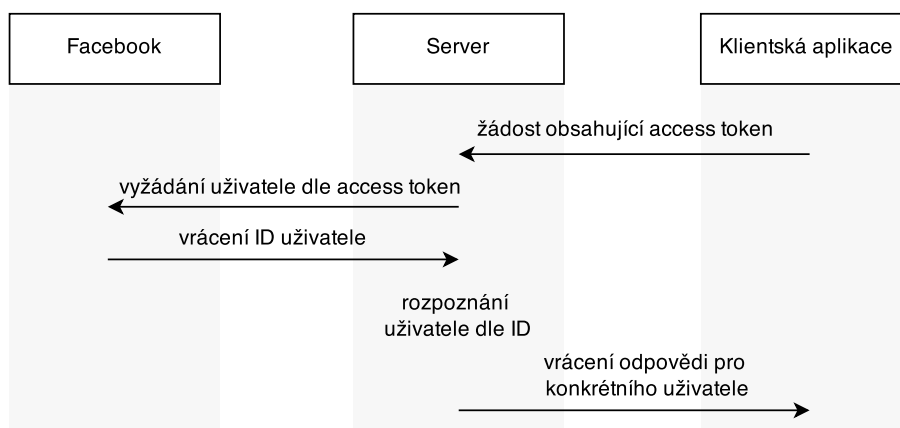 Facebook
Server
Klientská aplikace
žádost obsahující access token
vyžádání uživatele dle access token
vrácení ID uživatele
rozpoznání
uživatele dle ID
vrácení odpovědi pro
konkrétního uživatele